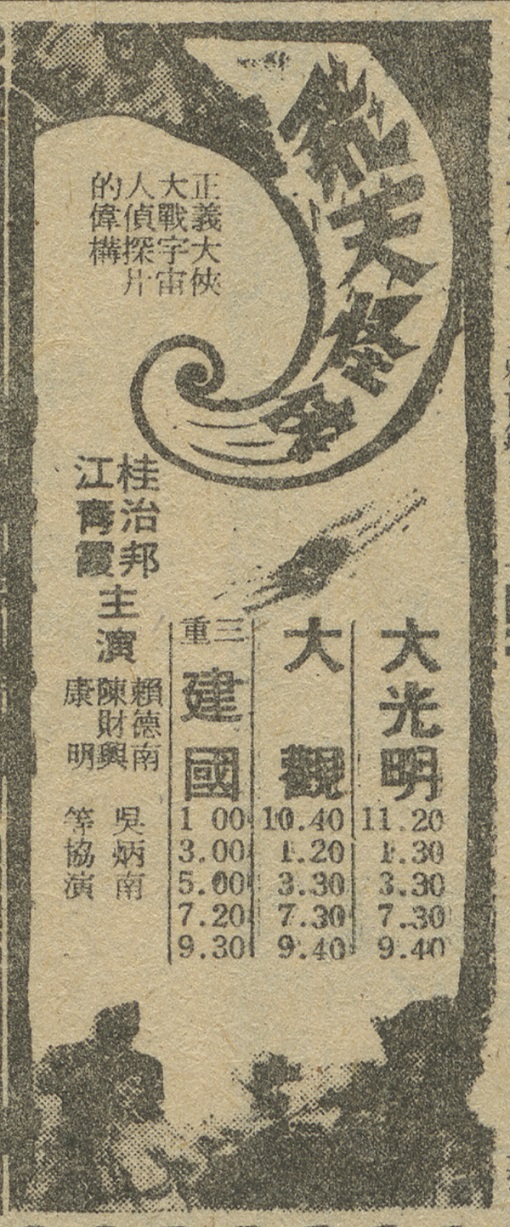 天怪
正義大俠
大戰宇宙
人偵探片
的偉構
桂治邦
江青霞
主演
賴德南
陳財興
康明
吳炳南
等協演
大光明
11.20
1.30
3.30
7.30
9.40
大觀
10.40
1.20
3.30
7.30
9.40
三重
建國
1 00
3.00
5.00
7.20
9.30